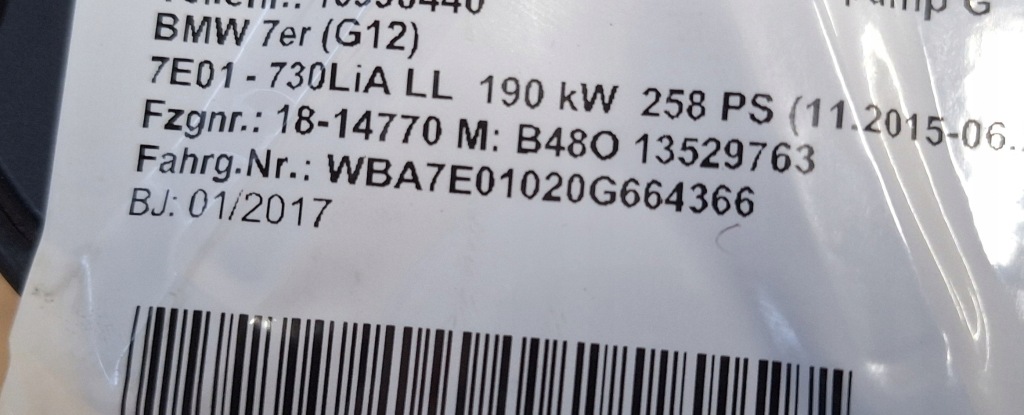 BMW 7er (G12)
7E01 - 730LiA LL 190 kW 258 PS (11.2015-06.
Fzgnr.: 18-14770 M: B48O 13529763
Fahrg.Nr.: WBA7E01020G664366
BJ: 01/2017